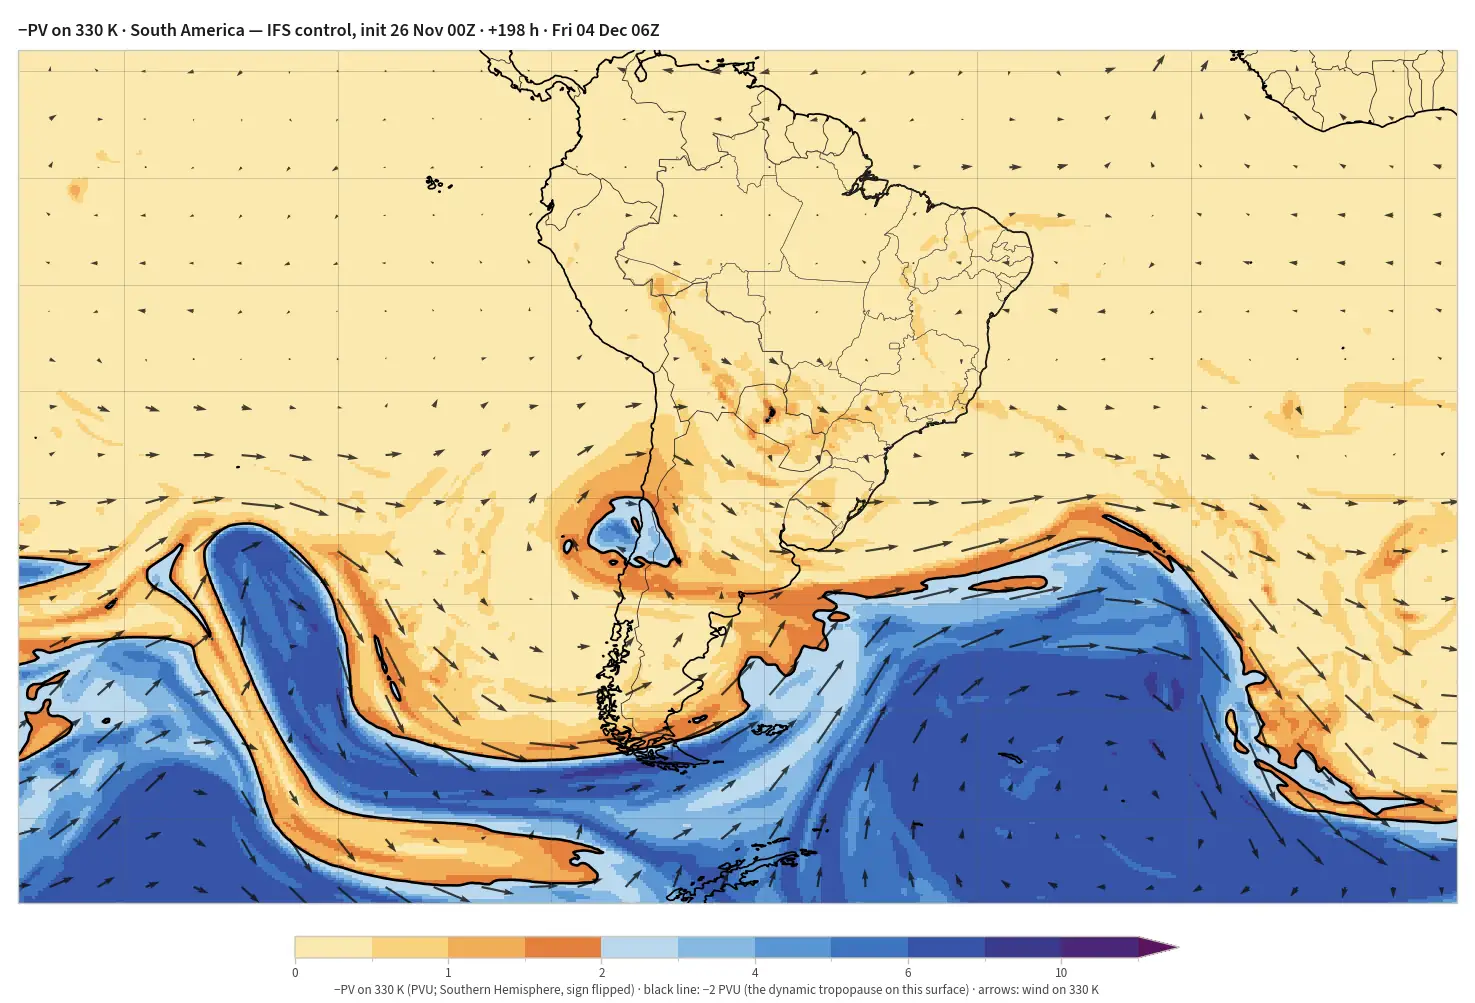 −PV on 330 K · South America — IFS control, init 26 Nov 00Z · +198 h · Fri 04 Dec 06Z
0 1 2 4 6 10
−PV on 330 K (PVU; Southern Hemisphere, sign flipped) · black line: −2 PVU (the dynamic tropopause on this surface) · arrows: wind on 330 K